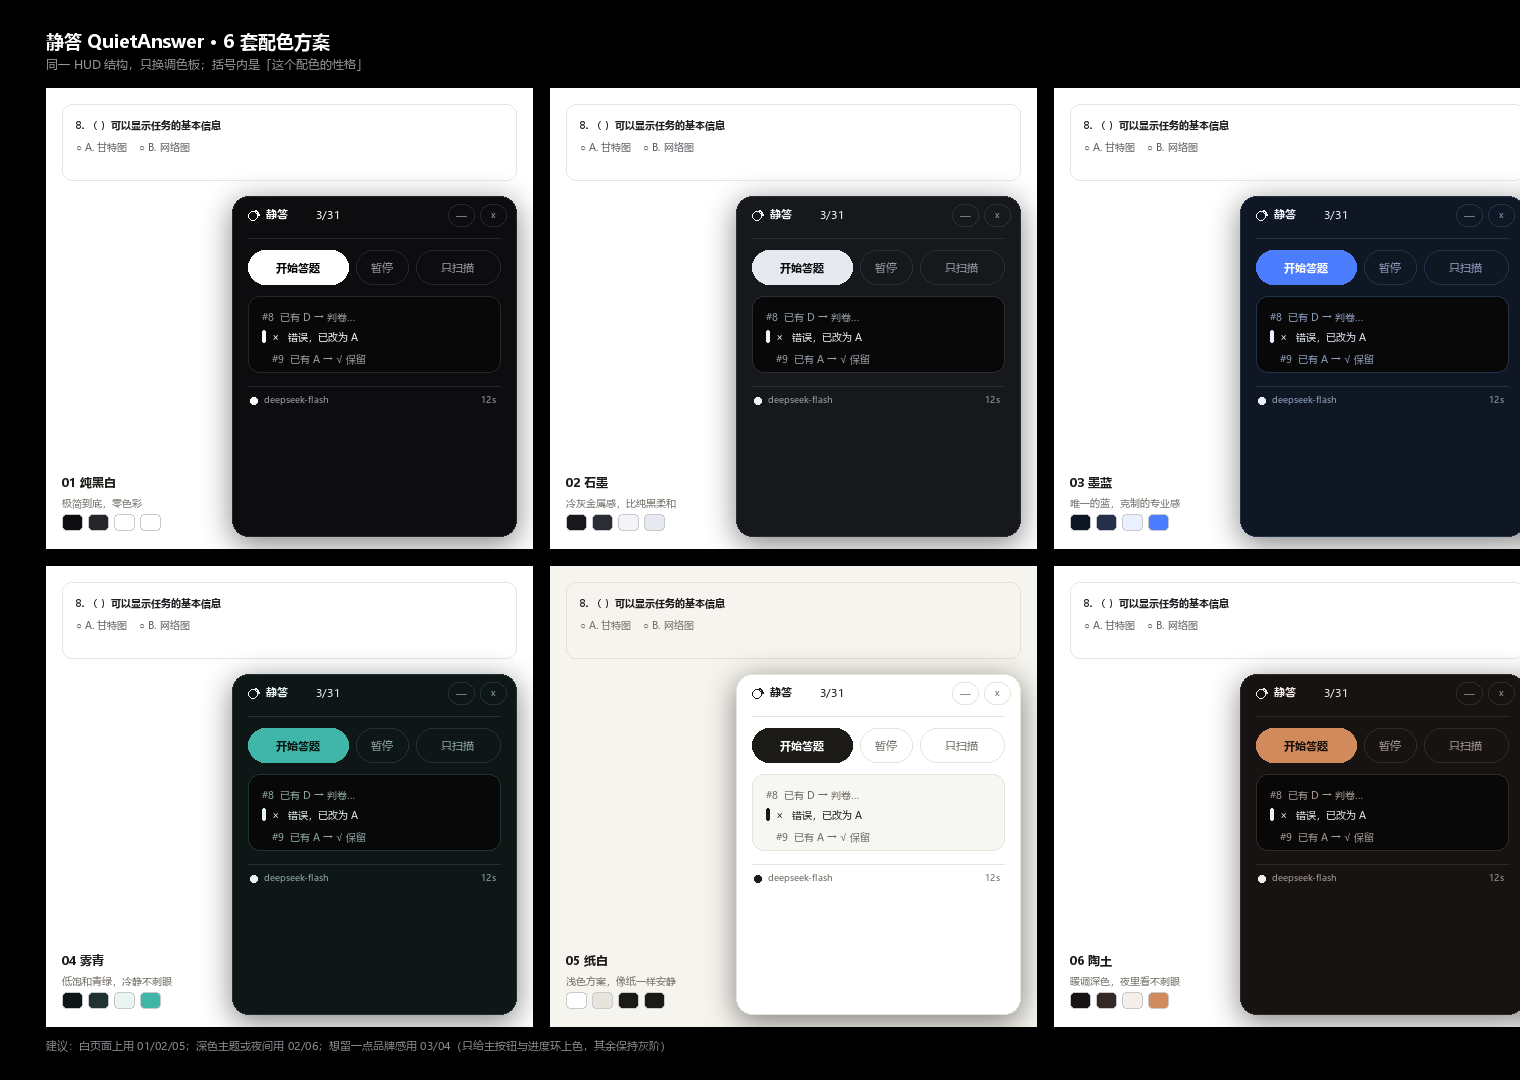 静答 QuietAnswer • 6 套配色方案
同一 HUD 结构，只换调色板；括号内是「这个配色的性格」
8. （ ）可以显示任务的基本信息
○ A. 甘特图 ○ B. 网络图
静答 3/31 — x
开始答题 暂停 只扫描
#8 已有 D → 判卷...
× 错误，已改为 A
#9 已有 A → √ 保留
deepseek-flash 12s
01 纯黑白
极简到底，零色彩
8. （ ）可以显示任务的基本信息
○ A. 甘特图 ○ B. 网络图
静答 3/31 — x
开始答题 暂停 只扫描
#8 已有 D → 判卷...
× 错误，已改为 A
#9 已有 A → √ 保留
deepseek-flash 12s
02 石墨
冷灰金属感，比纯黑柔和
8. （ ）可以显示任务的基本信息
○ A. 甘特图 ○ B. 网络图
静答 3/31 — x
开始答题 暂停 只扫描
#8 已有 D → 判卷...
× 错误，已改为 A
#9 已有 A → √ 保留
deepseek-flash 12s
03 墨蓝
唯一的蓝，克制的专业感
8. （ ）可以显示任务的基本信息
○ A. 甘特图 ○ B. 网络图
静答 3/31 — x
开始答题 暂停 只扫描
#8 已有 D → 判卷...
× 错误，已改为 A
#9 已有 A → √ 保留
deepseek-flash 12s
04 雾青
低饱和青绿，冷静不刺眼
8. （ ）可以显示任务的基本信息
○ A. 甘特图 ○ B. 网络图
静答 3/31 — x
开始答题 暂停 只扫描
#8 已有 D → 判卷...
× 错误，已改为 A
#9 已有 A → √ 保留
deepseek-flash 12s
05 纸白
浅色方案，像纸一样安静
8. （ ）可以显示任务的基本信息
○ A. 甘特图 ○ B. 网络图
静答 3/31 — x
开始答题 暂停 只扫描
#8 已有 D → 判卷...
× 错误，已改为 A
#9 已有 A → √ 保留
deepseek-flash 12s
06 陶土
暖调深色，夜里看不刺眼
建议：白页面上用 01/02/05；深色主题或夜间用 02/06；想留一点品牌感用 03/04（只给主按钮与进度环上色，其余保持灰阶）